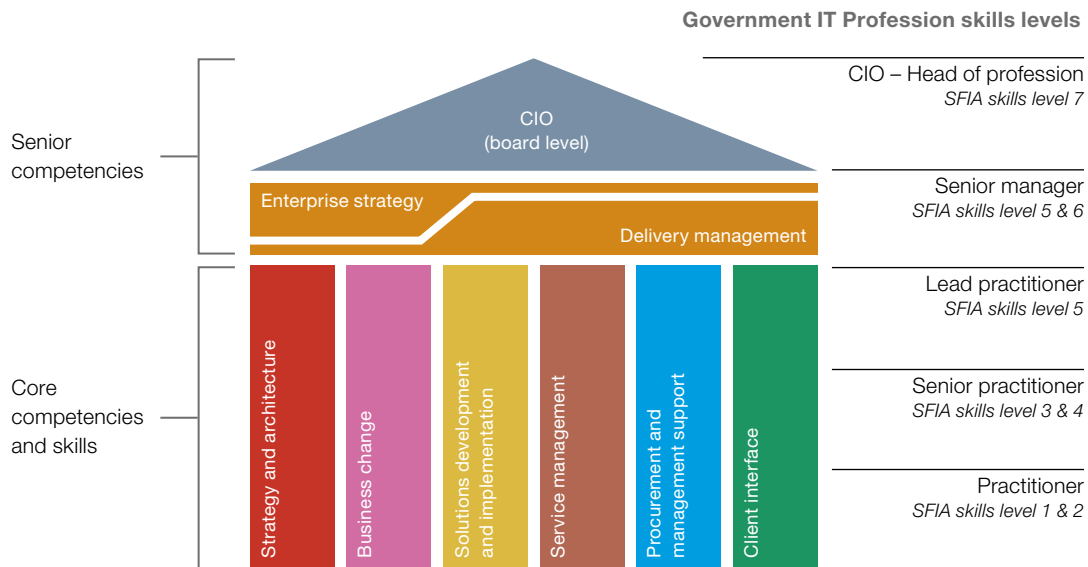 Government IT Profession skills levels
CIO – Head of profession
SFIA skills level 7
CIO
(board level)
Senior
competencies
Senior manager
SFIA skills level 5 & 6
Enterprise strategy
Delivery management
Lead practitioner
SFIA skills level 5
Core
competencies
and skills
Senior practitioner
SFIA skills level 3 & 4
Practitioner
SFIA skills level 1 & 2
Strategy and architecture
Business change
Solutions development
and implementation
Service management
Procurement and
management support
Client interface